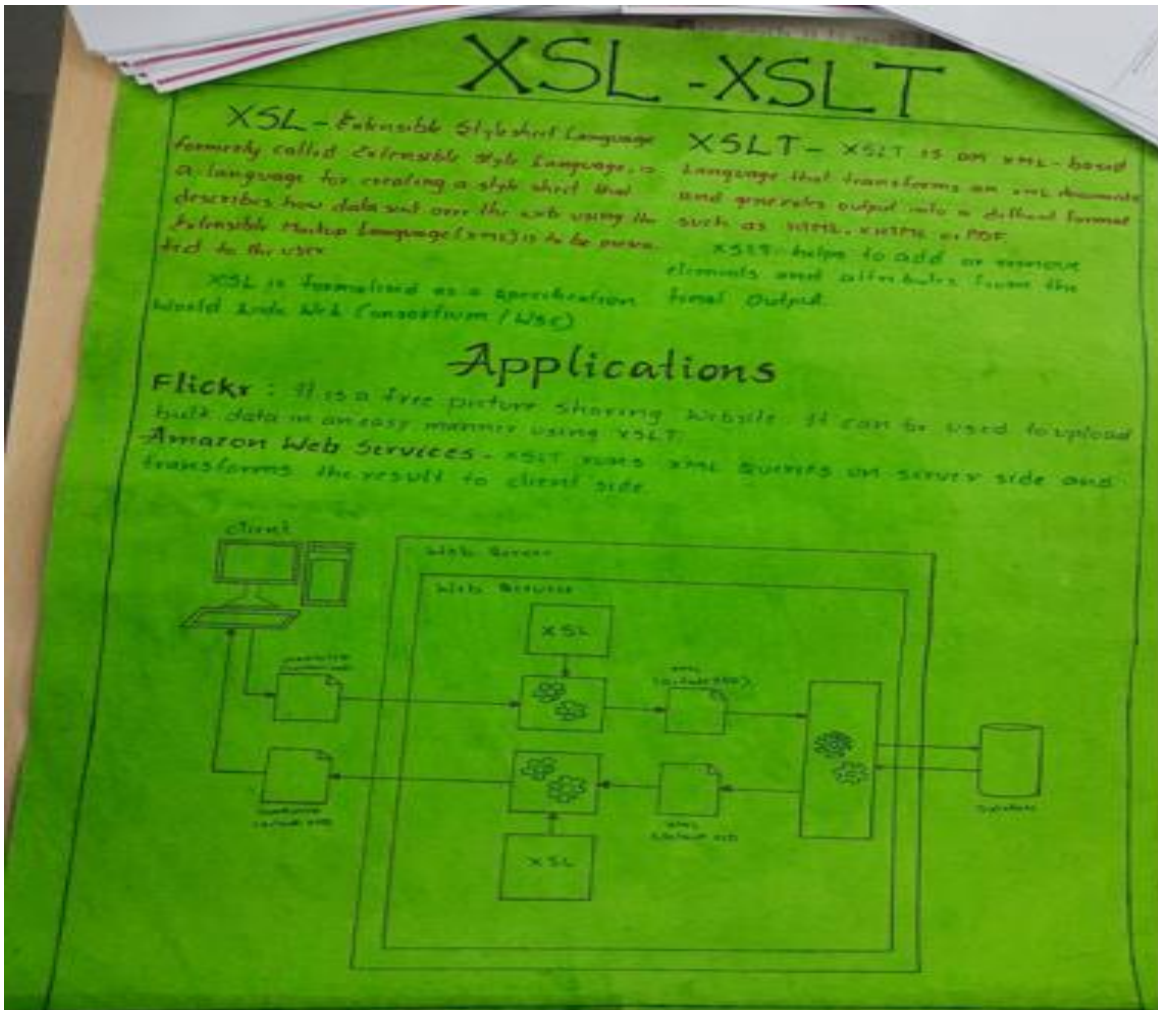 XSL - XSLT
XSL - Extensible Stylesheet Language
formerly called Extensible Style Language, is
a language for creating a style sheet that
describes how data sent over the web using the
Extensible Markup Language (XML) is to be presen
ted to the user
XSL is formalized as a specification
World Wide Web Consortium (W3C)
XSLT - XSLT is an XML-based
Language that transforms an XML documents
and generates output into a different format
such as HTML, XHTML or PDF.
XSLT helps to add or remove
elements and attributes from the
final output.
Applications
Flickr : It is a free picture sharing website. It can be used to upload
bulk data in an easy manner using XSLT.
Amazon Web Services - XSLT runs XML Queries on server side and
transforms the result to client side
client
Web Server
Web Service
XSL
XML
XML
XSL